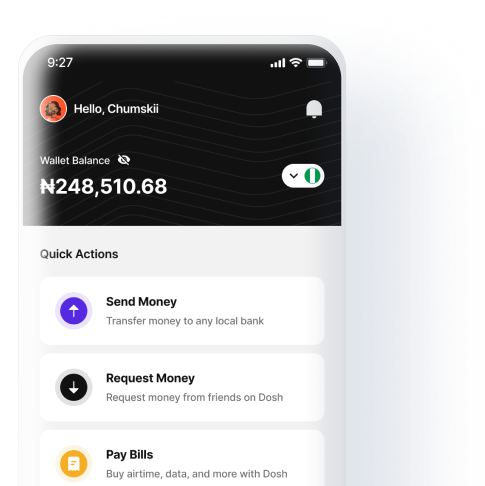 9:27
Hello, Chumskii
Wallet Balance
₦248,510.68
Quick Actions
Send Money
Transfer money to any local bank
Request Money
Request money from friends on Dosh
Pay Bills
Buy airtime, data, and more with Dosh